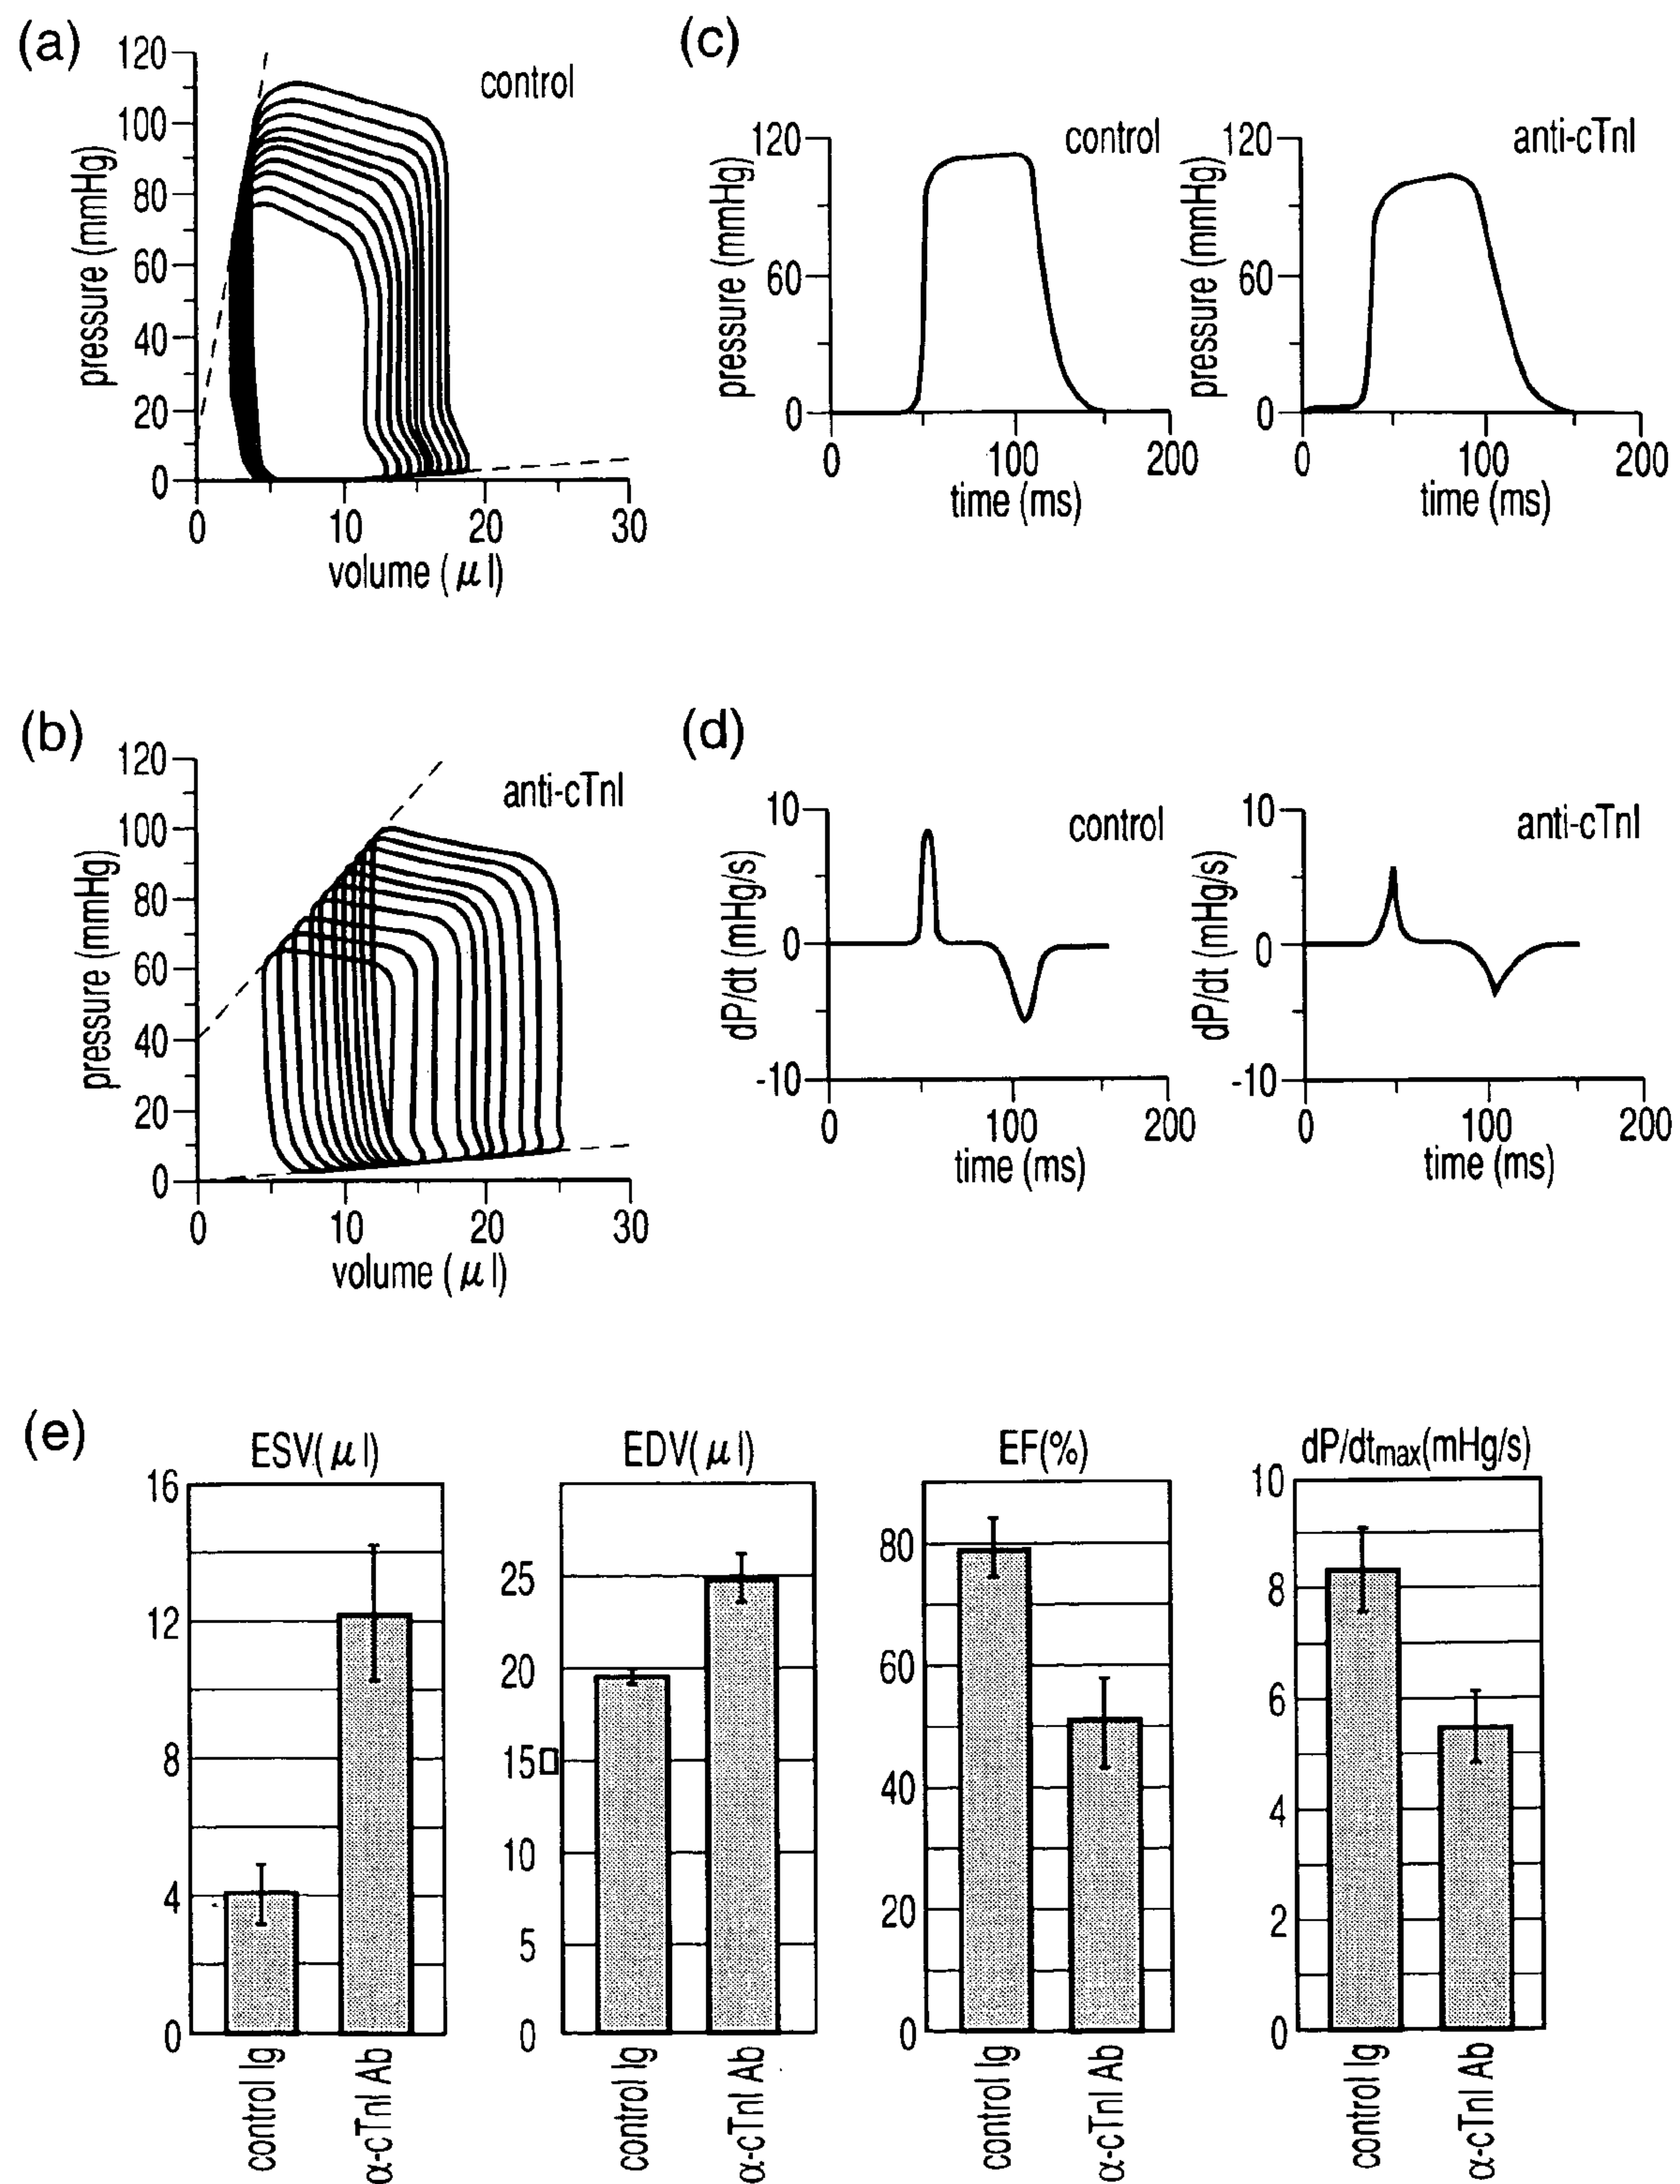 (a)
control
pressure (mmHg)
120
100
80
60
40
20
0
0 10 20 30
volume ( μ l)
(c)
control
pressure (mmHg)
120
60
0
0 100 200
time (ms)
anti-cTnI
pressure (mmHg)
120
60
0
0 100 200
time (ms)
(b)
anti-cTnI
pressure (mmHg)
120
100
80
60
40
20
0
0 10 20 30
volume ( μ l)
(d)
control
dP/dt (mHg/s)
10
0
-10
0 100 200
time (ms)
anti-cTnI
dP/dt (mHg/s)
10
0
-10
0 100 200
time (ms)
(e)
ESV( μ l)
16
12
8
4
0
control Ig
α-cTnI Ab
EDV( μ l)
25
20
15
10
5
0
control Ig
α-cTnI Ab
EF(%)
80
60
40
20
0
control Ig
α-cTnI Ab
dP/dtmax(mHg/s)
10
8
6
4
2
0
control Ig
α-cTnI Ab